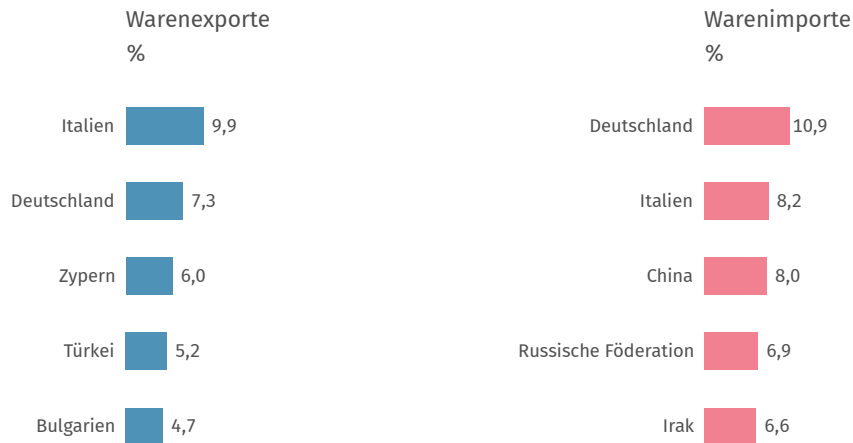 Warenexporte
%
Italien 9,9
Deutschland 7,3
Zypern 6,0
Türkei 5,2
Bulgarien 4,7
Warenimporte
%
Deutschland 10,9
Italien 8,2
China 8,0
Russische Föderation 6,9
Irak 6,6